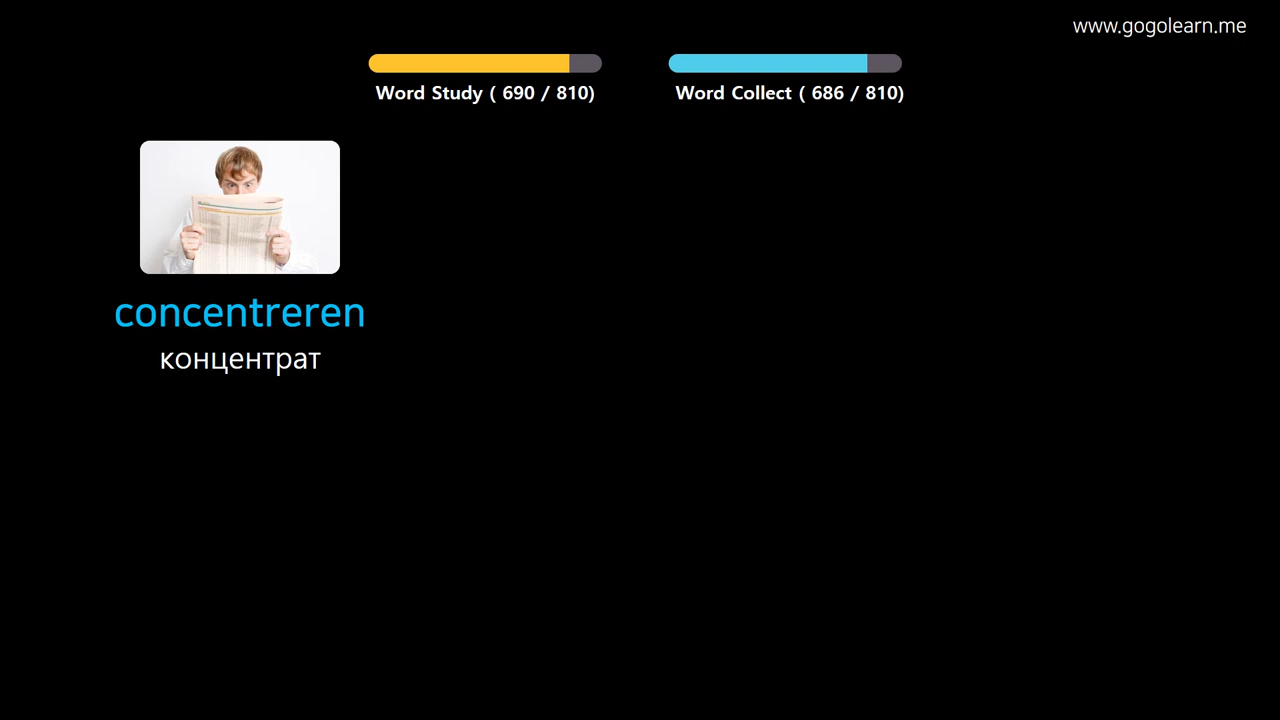 www.gogolearn.me
Word Study ( 690 / 810)
Word Collect ( 686 / 810)
concentreren
концентрат